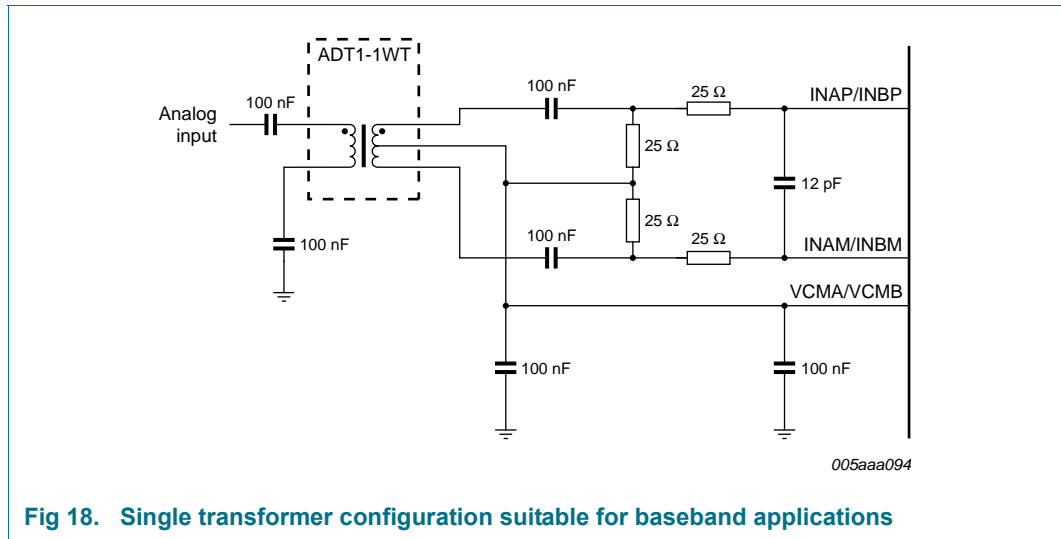 ADT1-1WT
100 nF
Analog
input
100 nF
100 nF
25 Ω
INAP/INBP
25 Ω
12 pF
25 Ω
100 nF
25 Ω
INAM/INBM
VCMA/VCMB
100 nF
100 nF
005aaa094
Fig 18. Single transformer configuration suitable for baseband applications